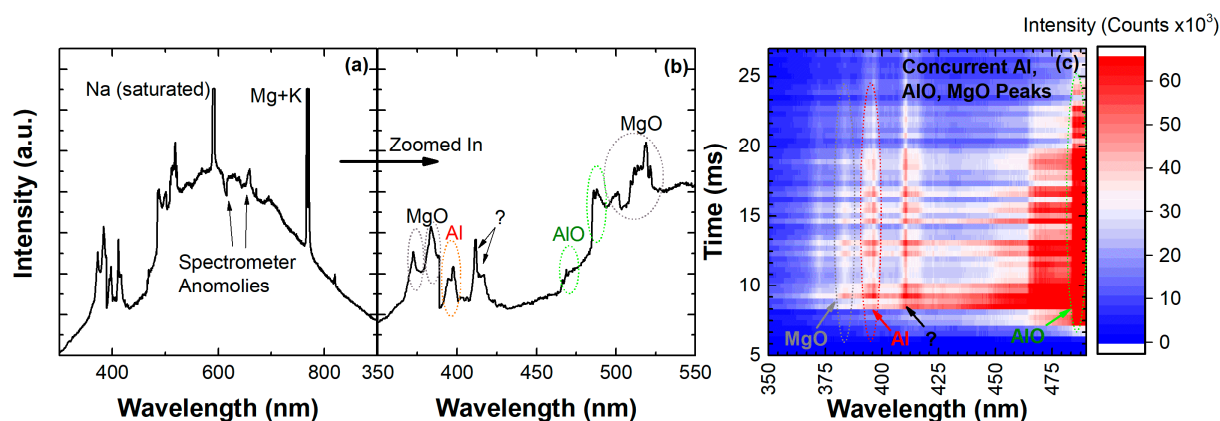 Intensity (a.u.)
(a)
Na (saturated)
Mg+K
Spectrometer
Anomolies
400
600
800
Wavelength (nm)
Zoomed In
(b)
MgO
MgO
Al
?
AlO
350
400
450
500
550
Wavelength (nm)
Intensity (Counts x10³)
Concurrent Al,
(c)
AlO, MgO Peaks
Time (ms)
25
20
15
10
5
MgO
Al
?
AlO
350
375
400
425
450
475
Wavelength (nm)
60
50
40
30
20
10
0